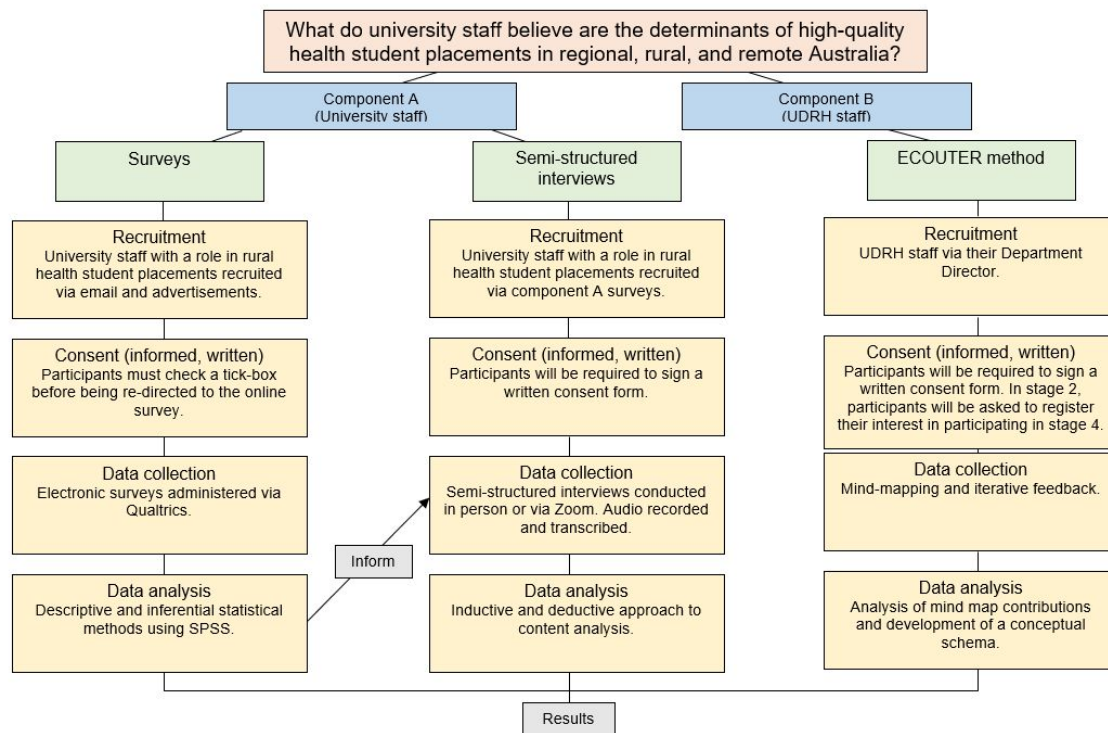 What do university staff believe are the determinants of high-quality
health student placements in regional, rural, and remote Australia?
Component A
(University staff)
Component B
(UDRH staff)
Surveys
Semi-structured
interviews
ECOUTER method
Recruitment
University staff with a role in rural
health student placements recruited
via email and advertisements.
Recruitment
University staff with a role in rural
health student placements recruited
via component A surveys.
Recruitment
UDRH staff via their Department
Director.
Consent (informed, written)
Participants must check a tick-box
before being re-directed to the online
survey.
Consent (informed, written)
Participants will be required to sign a
written consent form.
Consent (informed, written)
Participants will be required to sign a
written consent form. In stage 2,
participants will be asked to register
their interest in participating in stage 4.
Data collection
Electronic surveys administered via
Qualtrics.
Data collection
Semi-structured interviews conducted
in person or via Zoom. Audio recorded
and transcribed.
Data collection
Mind-mapping and iterative feedback.
Inform
Data analysis
Descriptive and inferential statistical
methods using SPSS.
Data analysis
Inductive and deductive approach to
content analysis.
Data analysis
Analysis of mind map contributions
and development of a conceptual
schema.
Results